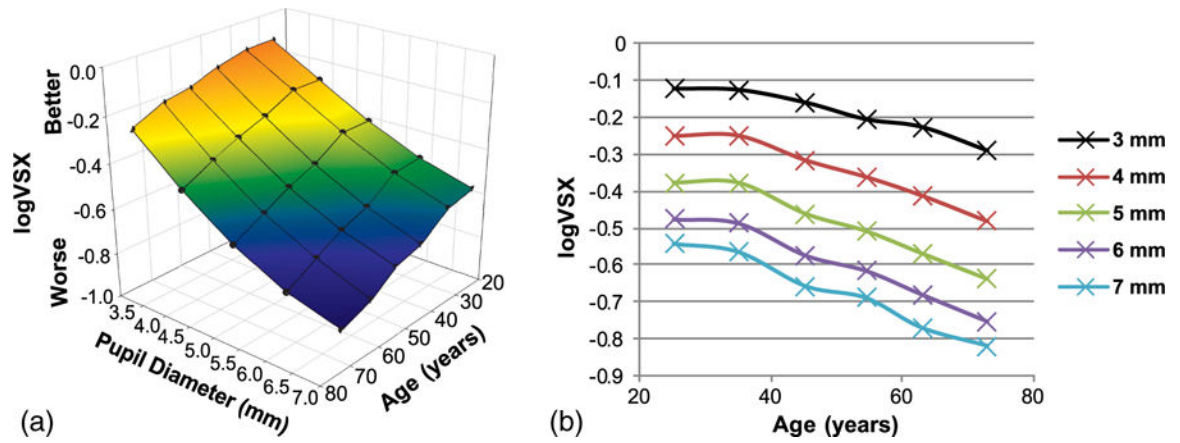 0.0
-0.2
-0.4
-0.6
-0.8
-1.0
logVSX
Better
Worse
3.5
4.0
4.5
5.0
5.5
6.0
6.5
7.0
Pupil Diameter (mm)
20
30
40
50
60
70
80
Age (years)
(a)
0
-0.1
-0.2
-0.3
-0.4
-0.5
-0.6
-0.7
-0.8
-0.9
logVSX
20
40
60
80
Age (years)
3 mm
4 mm
5 mm
6 mm
7 mm
(b)